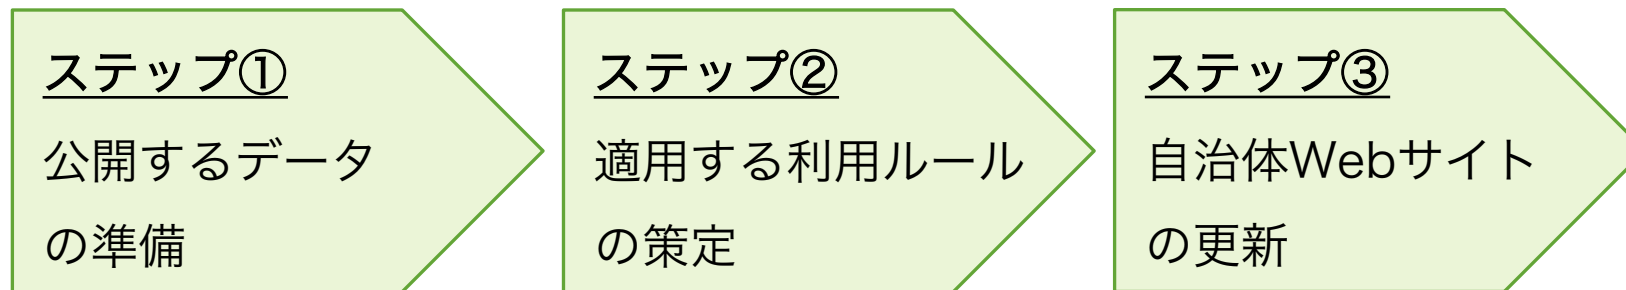 ステップ①
公開するデータ
の準備
ステップ②
適用する利用ルール
の策定
ステップ③
自治体Webサイト
の更新